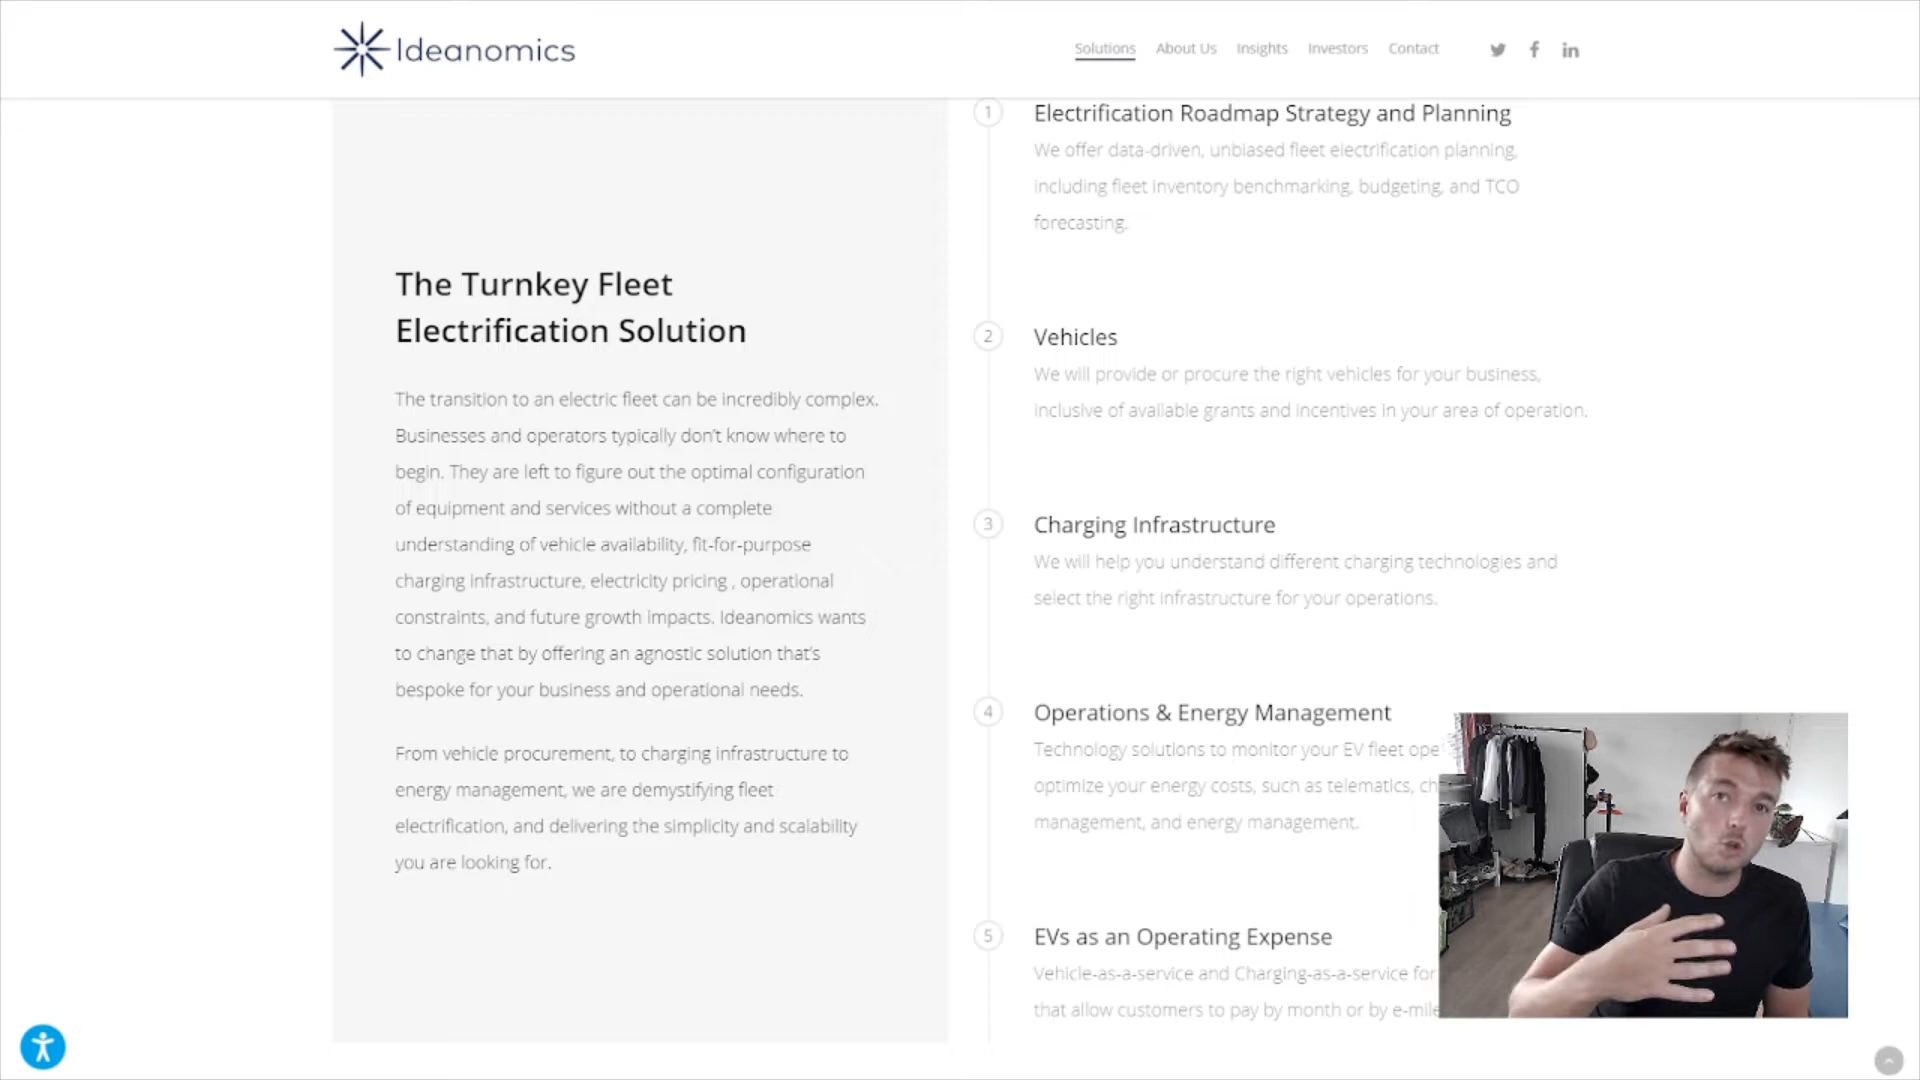 Ideanomics
Solutions About Us Insights Investors Contact
The Turnkey Fleet
Electrification Solution
The transition to an electric fleet can be incredibly complex.
Businesses and operators typically don't know where to
begin. They are left to figure out the optimal configuration
of equipment and services without a complete
understanding of vehicle availability, fit-for-purpose
charging infrastructure, electricity pricing , operational
constraints, and future growth impacts. Ideanomics wants
to change that by offering an agnostic solution that's
bespoke for your business and operational needs.
From vehicle procurement, to charging infrastructure to
energy management, we are demystifying fleet
electrification, and delivering the simplicity and scalability
you are looking for.
1 Electrification Roadmap Strategy and Planning
We offer data-driven, unbiased fleet electrification planning,
including fleet inventory benchmarking, budgeting, and TCO
forecasting.
2 Vehicles
We will provide or procure the right vehicles for your business,
inclusive of available grants and incentives in your area of operation.
3 Charging Infrastructure
We will help you understand different charging technologies and
select the right infrastructure for your operations.
4 Operations & Energy Management
Technology solutions to monitor your EV fleet
optimize your energy costs, such as telematics,
management, and energy management.
5 EVs as an Operating Expense
Vehicle-as-a-service and Charging-as-a-service for
that allow customers to pay by month or by e-mile